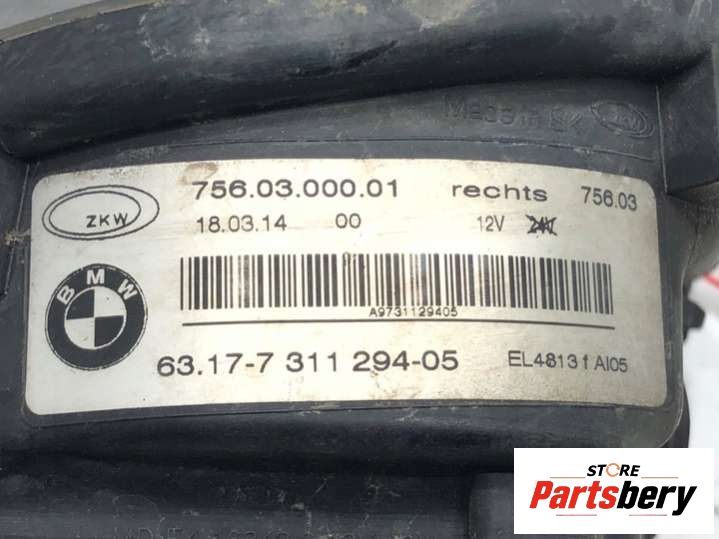 756.03.000.01 rechts 756.03
ZKW
18.03.14 00 12V
BMW
A9731129405
63.17-7 311 294-05 EL4813f AI05
STORE
Partsbery